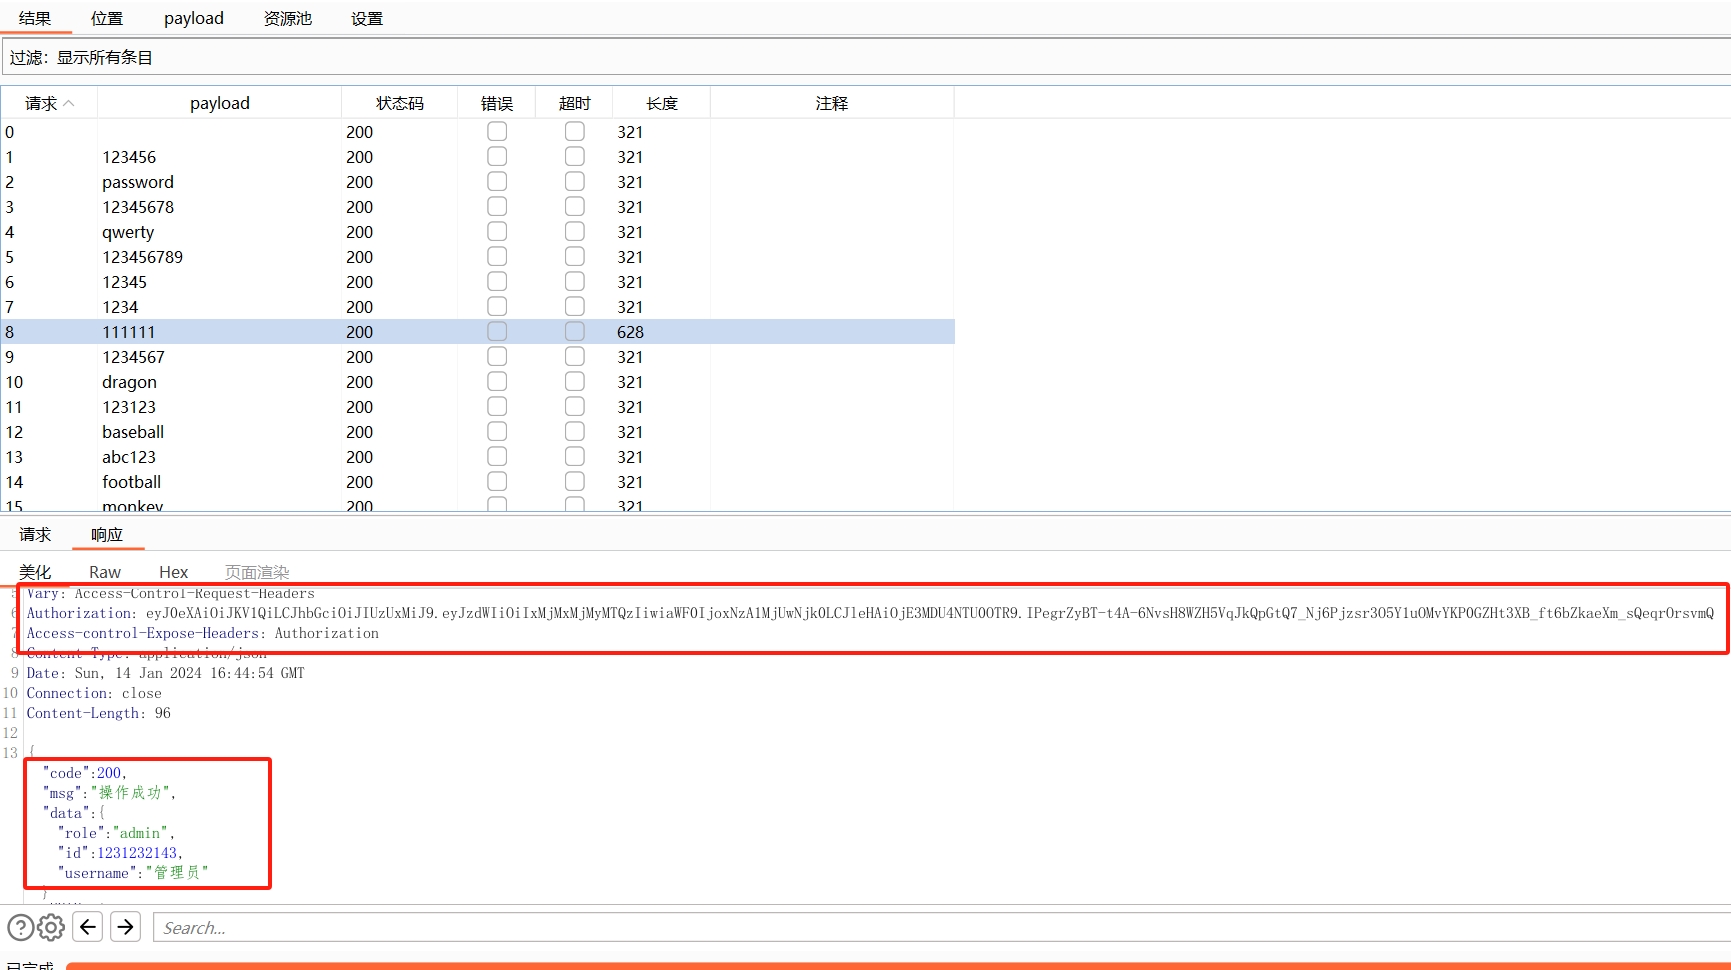 结果 位置 payload 资源池 设置
过滤: 显示所有条目
请求 payload 状态码 错误 超时 长度 注释
0 200 321
1 123456 200 321
2 password 200 321
3 12345678 200 321
4 qwerty 200 321
5 123456789 200 321
6 12345 200 321
7 1234 200 321
8 111111 200 628
9 1234567 200 321
10 dragon 200 321
11 123123 200 321
12 baseball 200 321
13 abc123 200 321
14 football 200 321
15 monkey 200 321
请求 响应
美化 Raw Hex 页面渲染
5 Vary: Access-Control-Request-Headers
6 Authorization: eyJ0eXAiOiJKV1QiLCJhbGciOiJIUzUxMiJ9.eyJzdWIiOiIxMjMxMjMyMTQzIiwiaWF0IjoxNzA1MjUwNjk0LCJleHAiOjE3MDU4NTU0OTR9.IPegrZyBT-t4A-6NvsH8WZH5VqJkQpGtQ7_Nj6Pjzsr3O5Y1uOMvYKPOGZHt3XB_ft6bZkaeXm_sQeqrOrsvmQ
7 Access-control-Expose-Headers: Authorization
8 Content-Type: application/json
9 Date: Sun, 14 Jan 2024 16:44:54 GMT
10 Connection: close
11 Content-Length: 96
12
13 {
"code":200,
"msg":"操作成功",
"data":{
"role":"admin",
"id":1231232143,
"username":"管理员"
}
Search...
已完成